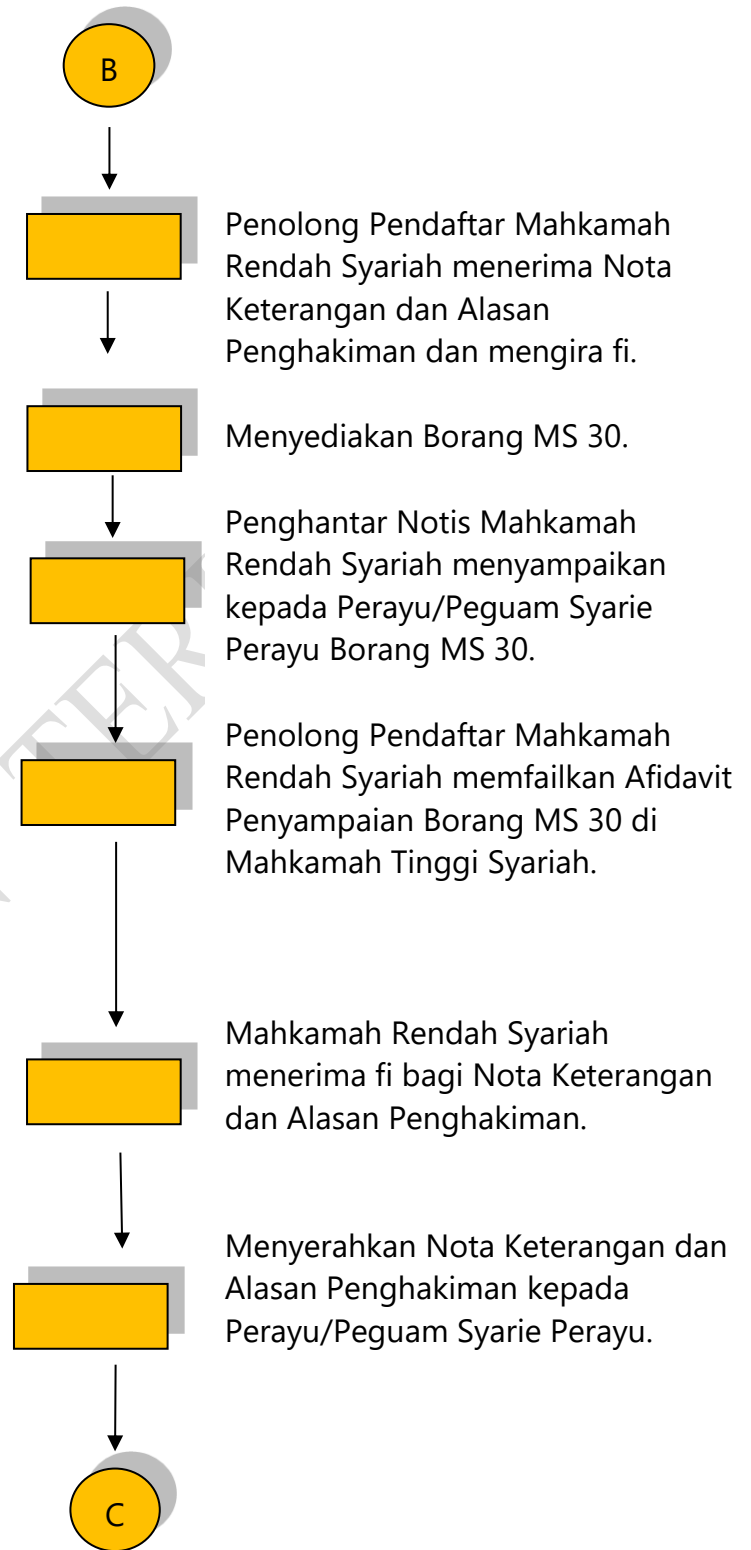 B
Penolong Pendaftar Mahkamah
Rendah Syariah menerima Nota
Keterangan dan Alasan
Penghakiman dan mengira fi.
Menyediakan Borang MS 30.
Penghantar Notis Mahkamah
Rendah Syariah menyampaikan
kepada Perayu/Peguam Syarie
Perayu Borang MS 30.
Penolong Pendaftar Mahkamah
Rendah Syariah memfailkan Afidavit
Penyampaian Borang MS 30 di
Mahkamah Tinggi Syariah.
Mahkamah Rendah Syariah
menerima fi bagi Nota Keterangan
dan Alasan Penghakiman.
Menyerahkan Nota Keterangan dan
Alasan Penghakiman kepada
Perayu/Peguam Syarie Perayu.
C